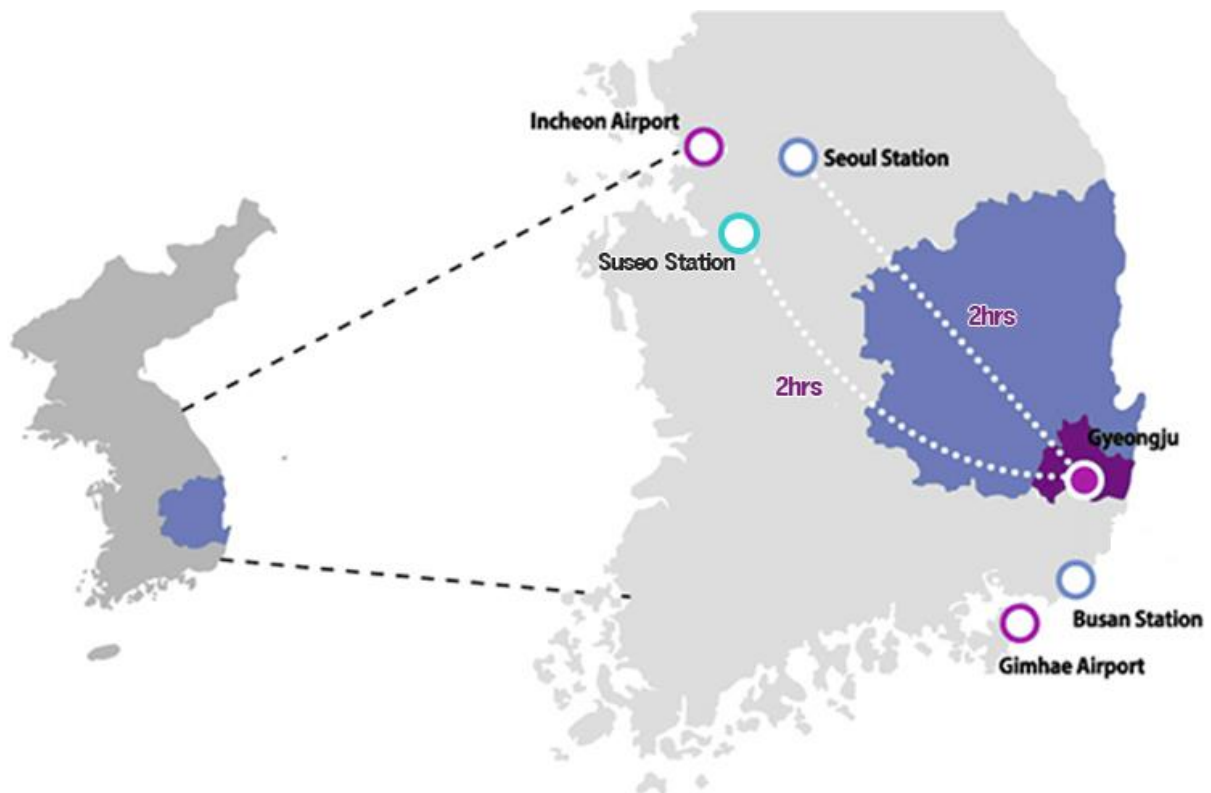 Incheon Airport
Seoul Station
Suseo Station
2hrs
2hrs
Gyeongju
Busan Station
Gimhae Airport